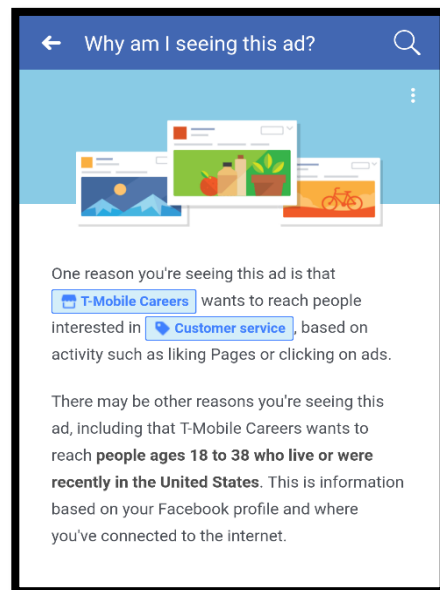 Why am I seeing this ad?
One reason you're seeing this ad is that
T-Mobile Careers wants to reach people
interested in Customer service, based on
activity such as liking Pages or clicking on ads.
There may be other reasons you're seeing this
ad, including that T-Mobile Careers wants to
reach people ages 18 to 38 who live or were
recently in the United States. This is information
based on your Facebook profile and where
you've connected to the internet.